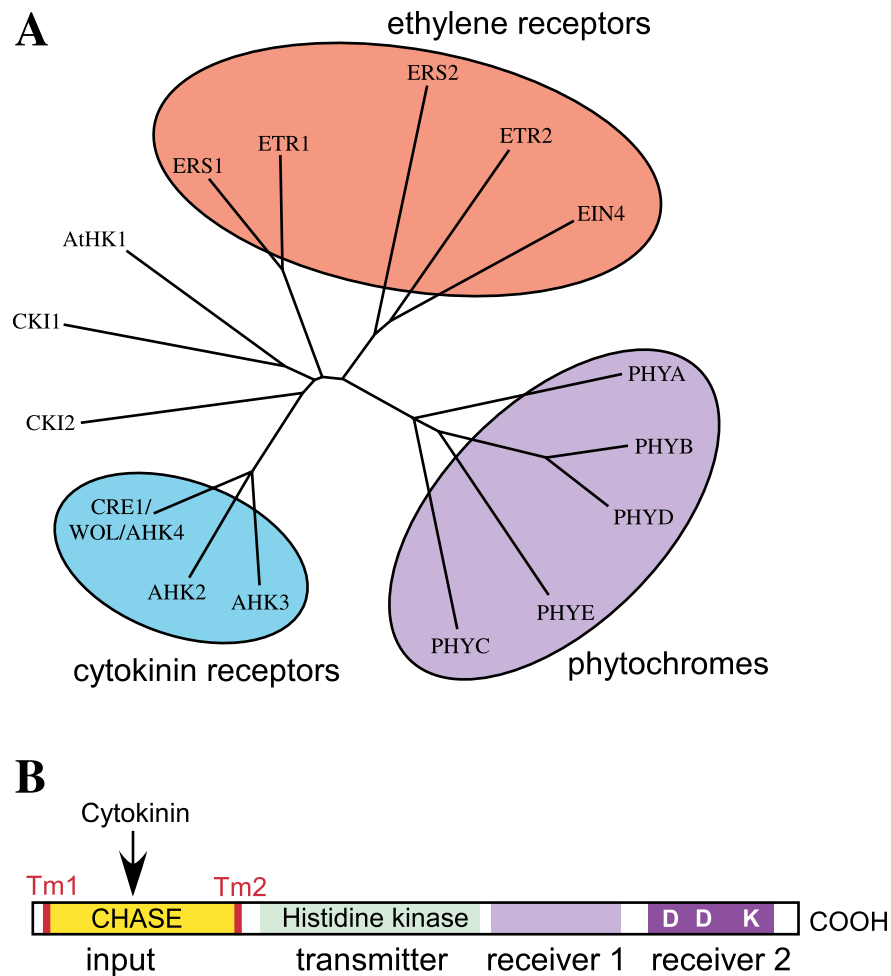 A
ethylene receptors
ERS2
ETR1
ETR2
ERS1
EIN4
AtHK1
CKI1
PHYA
CKI2
PHYB
CRE1/
WOL/AHK4
PHYD
AHK2
AHK3
PHYE
PHYC
cytokinin receptors
phytochromes
B
Cytokinin
Tm1
Tm2
CHASE
Histidine kinase
D D K
COOH
input
transmitter
receiver 1
receiver 2